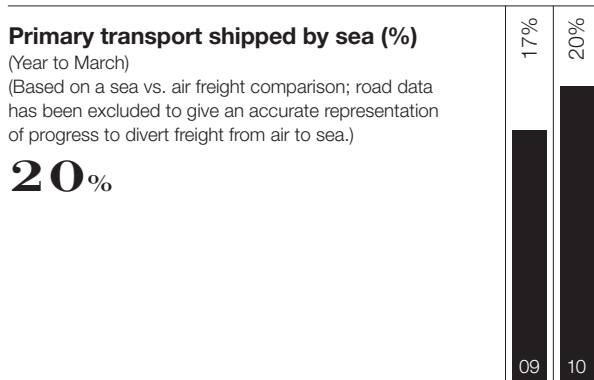 Primary transport shipped by sea (%)
(Year to March)
(Based on a sea vs. air freight comparison; road data
has been excluded to give an accurate representation
of progress to divert freight from air to sea.)
20%
17%
20%
09
10